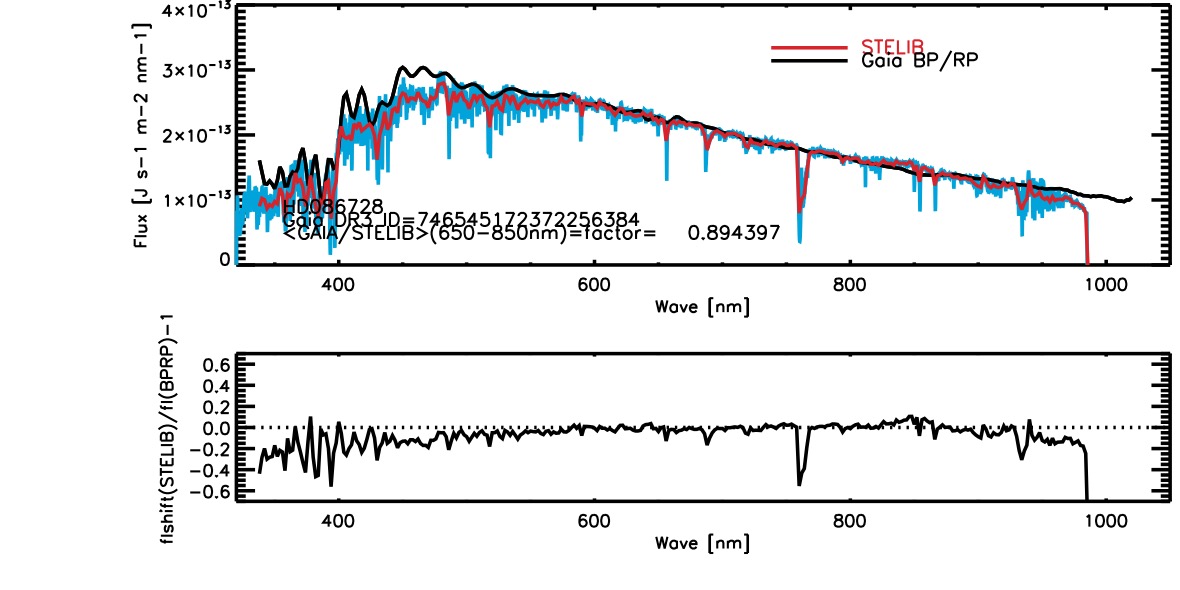 4×10-13
3×10-13
2×10-13
1×10-13
0
Flux [J s-1 m-2 nm-1]
STELIB
Gaia BP/RP
HD086728
Gaia DR3 ID=746545172372256384
<GAIA/STELIB>(650-850nm)=factor= 0.894397
400 600 800 1000
Wave [nm]
flshift(STELIB)/fl(BPRP)-1
0.6
0.4
0.2
0.0
-0.2
-0.4
-0.6
400 600 800 1000
Wave [nm]